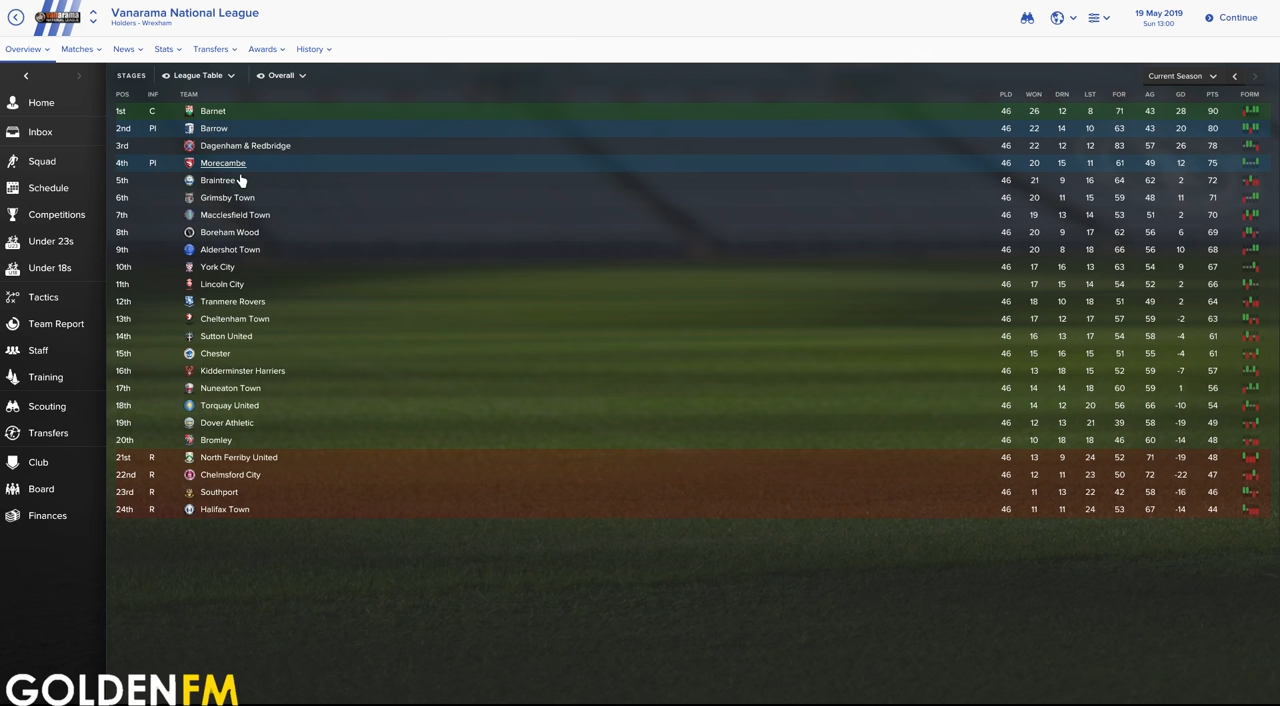 Vanarama National League
Holders - Wrexham
19 May 2019
Sun 13:00
Continue
Overview Matches News Stats Transfers Awards History
STAGES League Table Overall Current Season
POS INF TEAM PLD WON DRN LST FOR AG GD PTS FORM
1st C Barnet 46 26 12 8 71 43 28 90
2nd Pl Barrow 46 22 14 10 63 43 20 80
3rd Dagenham & Redbridge 46 22 12 12 83 57 26 78
4th Pl Morecambe 46 20 15 11 61 49 12 75
5th Braintree 46 21 9 16 64 62 2 72
6th Grimsby Town 46 20 11 15 59 48 11 71
7th Macclesfield Town 46 19 13 14 53 51 2 70
8th Boreham Wood 46 20 9 17 62 56 6 69
9th Aldershot Town 46 20 8 18 66 56 10 68
10th York City 46 17 16 13 63 54 9 67
11th Lincoln City 46 17 15 14 54 52 2 66
12th Tranmere Rovers 46 18 10 18 51 49 2 64
13th Cheltenham Town 46 17 12 17 57 59 -2 63
14th Sutton United 46 16 13 17 54 58 -4 61
15th Chester 46 15 16 15 51 55 -4 61
16th Kidderminster Harriers 46 13 18 15 52 59 -7 57
17th Nuneaton Town 46 14 14 18 60 59 1 56
18th Torquay United 46 14 12 20 56 66 -10 54
19th Dover Athletic 46 12 13 21 39 58 -19 49
20th Bromley 46 10 18 18 46 60 -14 48
21st R North Ferriby United 46 13 9 24 52 71 -19 48
22nd R Chelmsford City 46 12 11 23 50 72 -22 47
23rd R Southport 46 11 13 22 42 58 -16 46
24th R Halifax Town 46 11 11 24 53 67 -14 44
Home
Inbox
Squad
Schedule
Competitions
Under 23s
Under 18s
Tactics
Team Report
Staff
Training
Scouting
Transfers
Club
Board
Finances
GOLDENFM